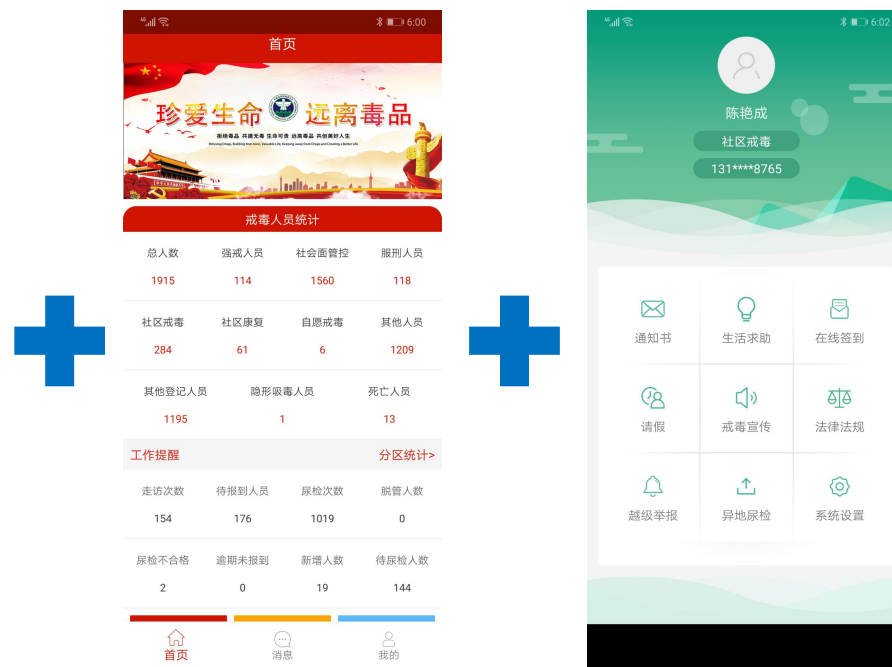 4G 6:00
首页
珍爱生命 远离毒品
拒绝毒品 共建无毒 生命可贵 远离毒品 共创美好人生
戒毒人员统计
总人数 强戒人员 社会面管控 服刑人员
1915 114 1560 118
社区戒毒 社区康复 自愿戒毒 其他人员
284 61 6 1209
其他登记人员 隐形吸毒人员 死亡人员
1195 1 13
工作提醒 分区统计>
走访次数 待报到人员 尿检次数 脱管人数
154 176 1019 0
尿检不合格 逾期未报到 新增人数 待尿检人数
2 0 19 144
首页 消息 我的
4G 6:02
陈艳成
社区戒毒
131****8765
通知书 生活求助 在线签到
请假 戒毒宣传 法律法规
越级举报 异地尿检 系统设置